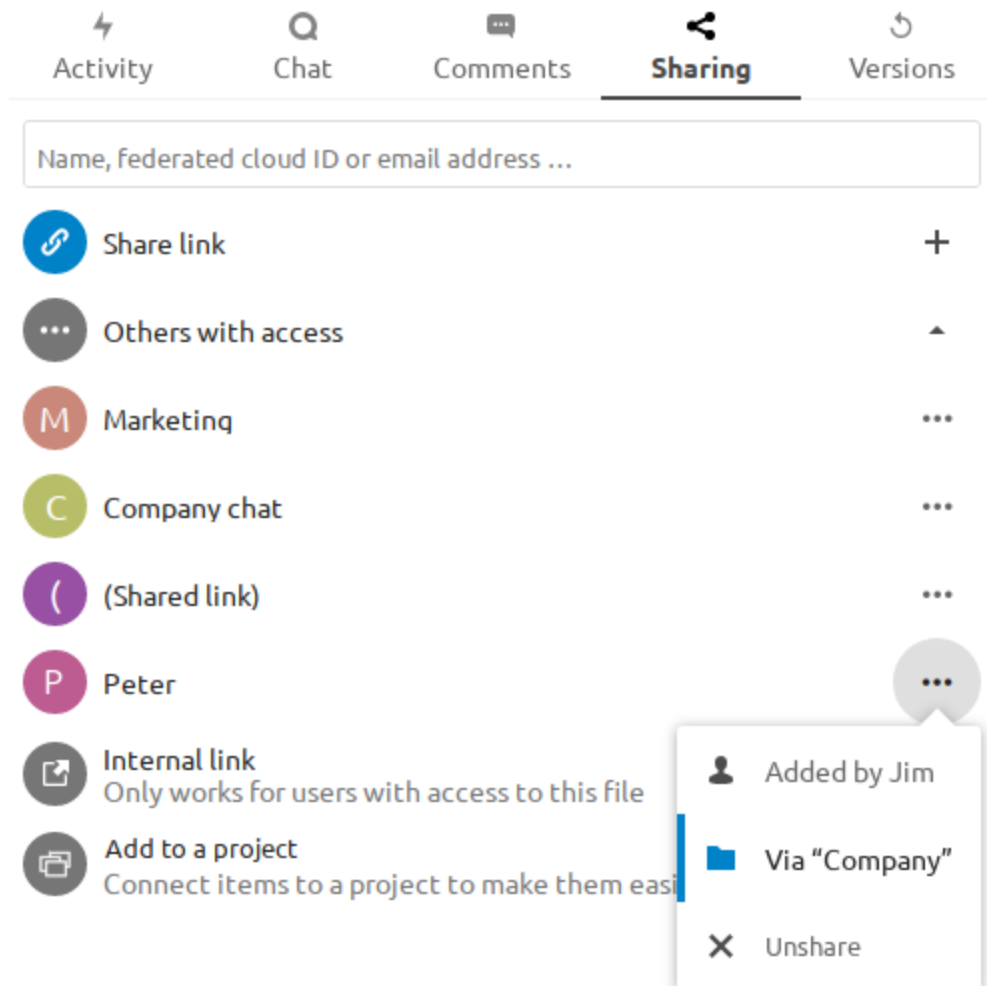 Activity
Chat
Comments
Sharing
Versions
Name, federated cloud ID or email address ...
Share link
Others with access
M
Marketing
C
Company chat
(
(Shared link)
P
Peter
Internal link
Only works for users with access to this file
Add to a project
Connect items to a project to make them easi
Added by Jim
Via “Company”
Unshare